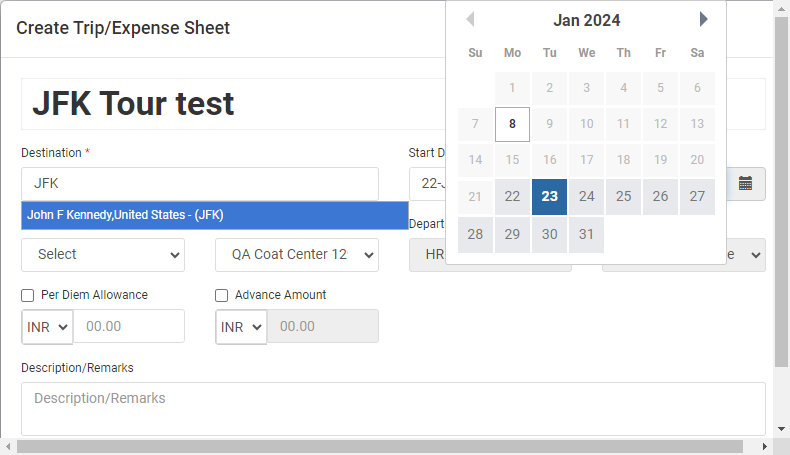 Create Trip/Expense Sheet
JFK Tour test
Destination *
Start D
JFK
22-J
John F Kennedy,United States - (JFK)
Depart
Select
QA Coat Center 12
HR
e
Per Diem Allowance
Advance Amount
INR
00.00
INR
00.00
Description/Remarks
Description/Remarks
Jan 2024
Su Mo Tu We Th Fr Sa
1 2 3 4 5 6
7 8 9 10 11 12 13
14 15 16 17 18 19 20
21 22 23 24 25 26 27
28 29 30 31